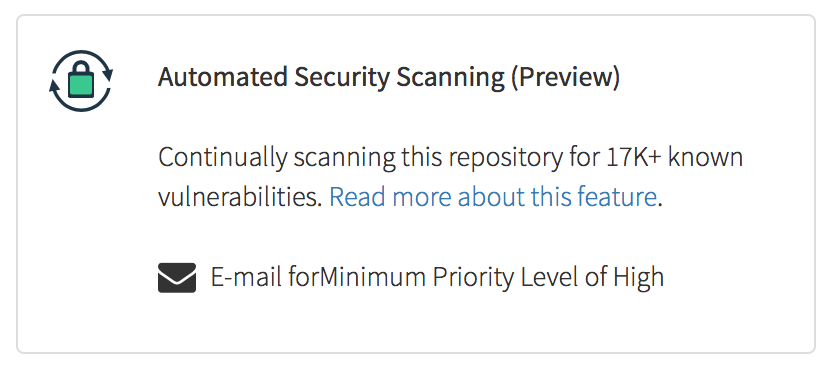 Automated Security Scanning (Preview)
Continually scanning this repository for 17K+ known
vulnerabilities. Read more about this feature.
E-mail forMinimum Priority Level of High